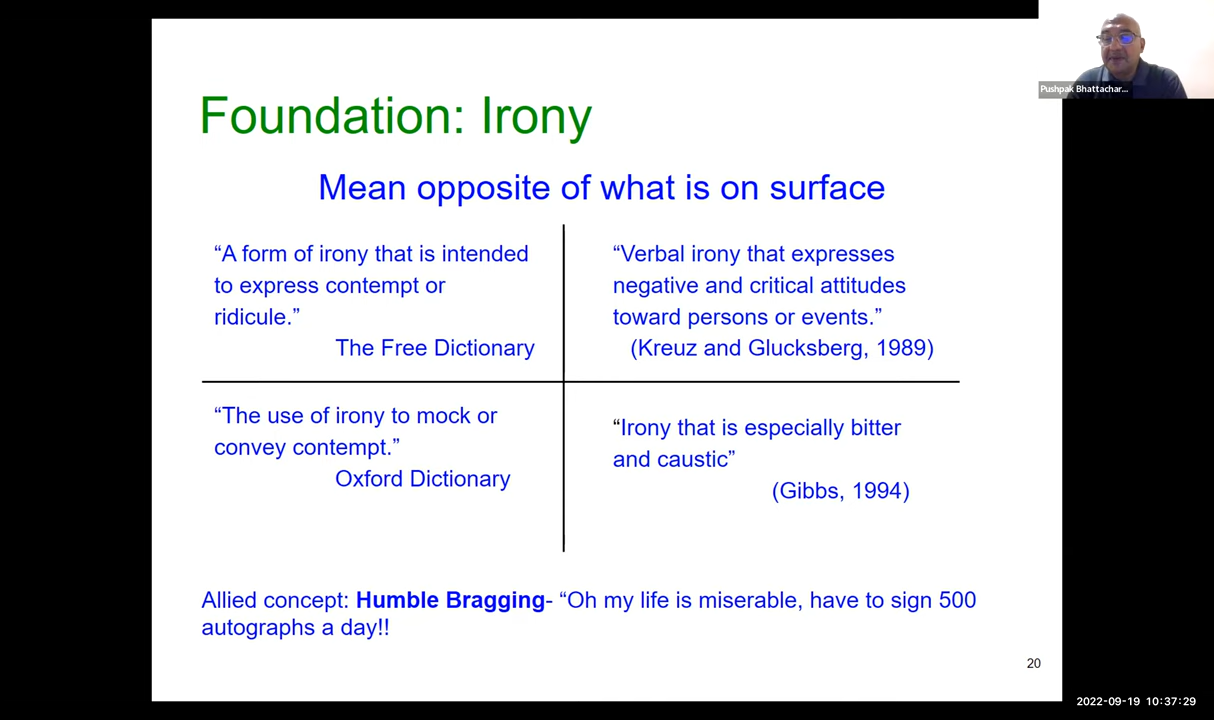 Pushpak Bhattachar...
Foundation: Irony
Mean opposite of what is on surface
“A form of irony that is intended
to express contempt or
ridicule.”
The Free Dictionary
“Verbal irony that expresses
negative and critical attitudes
toward persons or events.”
(Kreuz and Glucksberg, 1989)
“The use of irony to mock or
convey contempt.”
Oxford Dictionary
“Irony that is especially bitter
and caustic”
(Gibbs, 1994)
Allied concept: Humble Bragging- “Oh my life is miserable, have to sign 500
autographs a day!!
20
2022-09-19 10:37:29